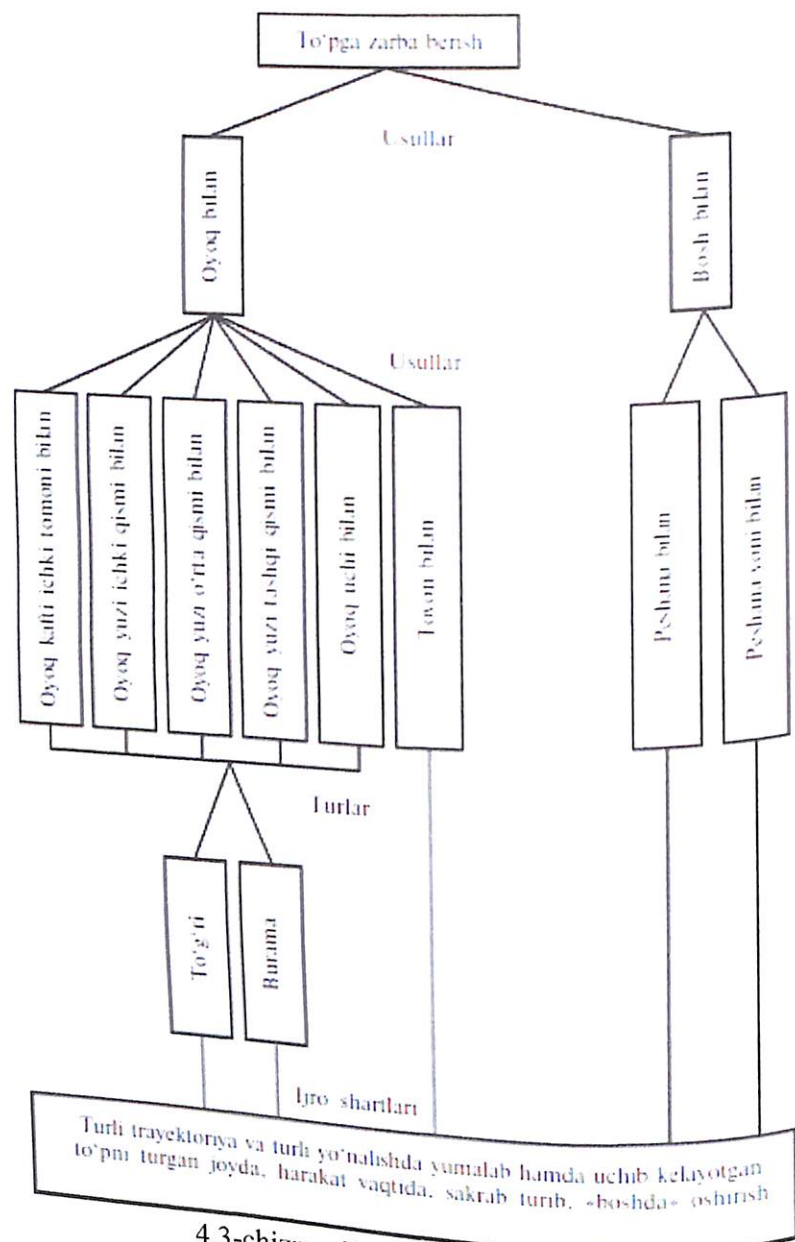 To‘pga zarba berish
Usullar
Oyoq bilan
Bosh bilan
Usullar
Oyoq kafti ichki tomoni bilan
Oyoq yuzi ichki qismi bilan
Oyoq yuzi o‘rta qismi bilan
Oyoq yuzi tashqi qismi bilan
Oyoq uchi bilan
Tovon bilan
Peshana bilan
Peshana yoni bilan
Turlar
To‘g‘ri
Burama
Ijro shartlari
Turli trayektoriya va turli yo‘nalishda yumalab hamda uchib kelayotgan
to‘pni turgan joyda, harakat vaqtida, sakrab turib, «boshda» oshirish